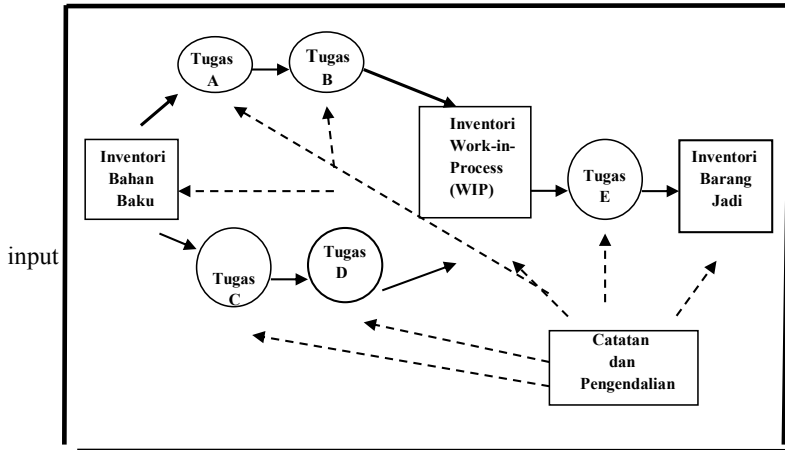 Tugas
A
Tugas
B
Inventori
Work-in-
Process
(WIP)
Inventori
Bahan
Baku
Tugas
E
Inventori
Barang
Jadi
input
Tugas
C
Tugas
D
Catatan
dan
Pengendalian